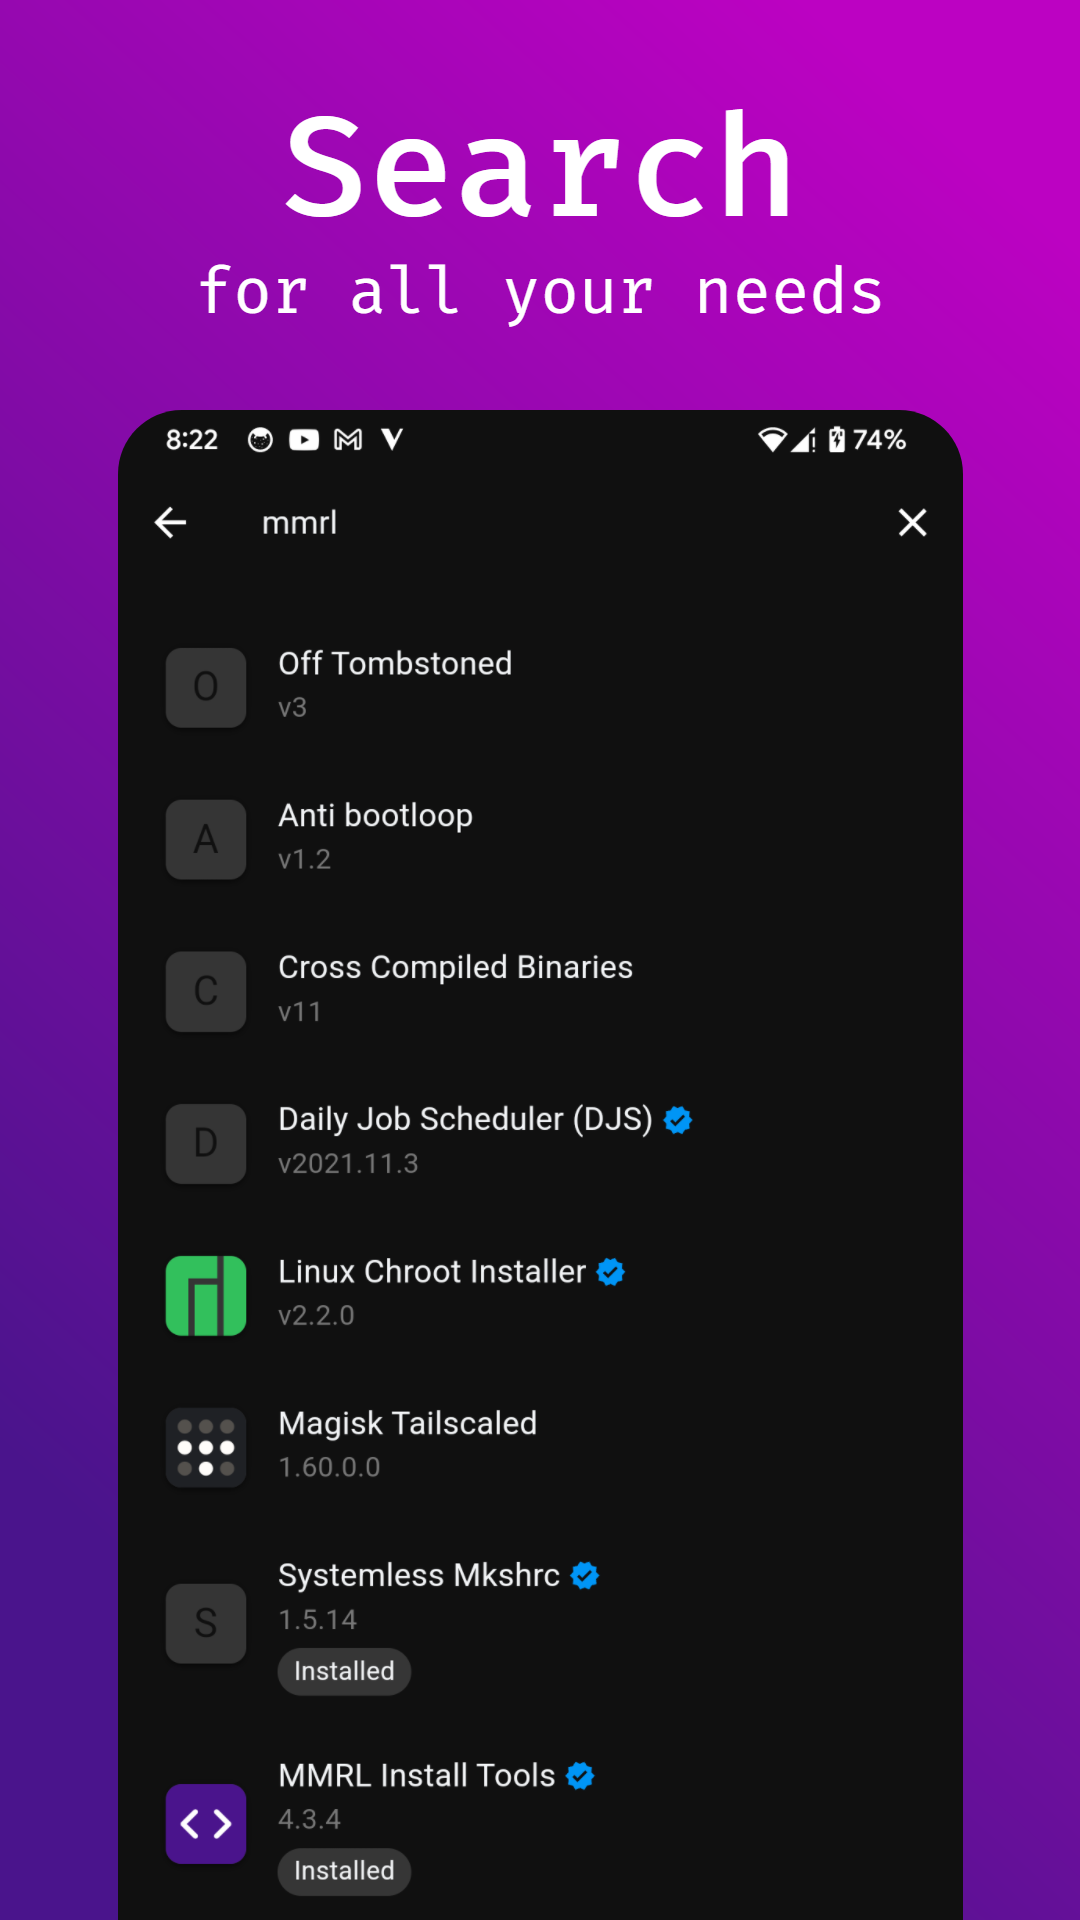 Search
for all your needs
8:22
74%
mmrl
O
Off Tombstoned
v3
A
Anti bootloop
v1.2
C
Cross Compiled Binaries
v11
D
Daily Job Scheduler (DJS)
v2021.11.3
Linux Chroot Installer
v2.2.0
Magisk Tailscaled
1.60.0.0
S
Systemless Mkshrc
1.5.14
Installed
MMRL Install Tools
4.3.4
Installed